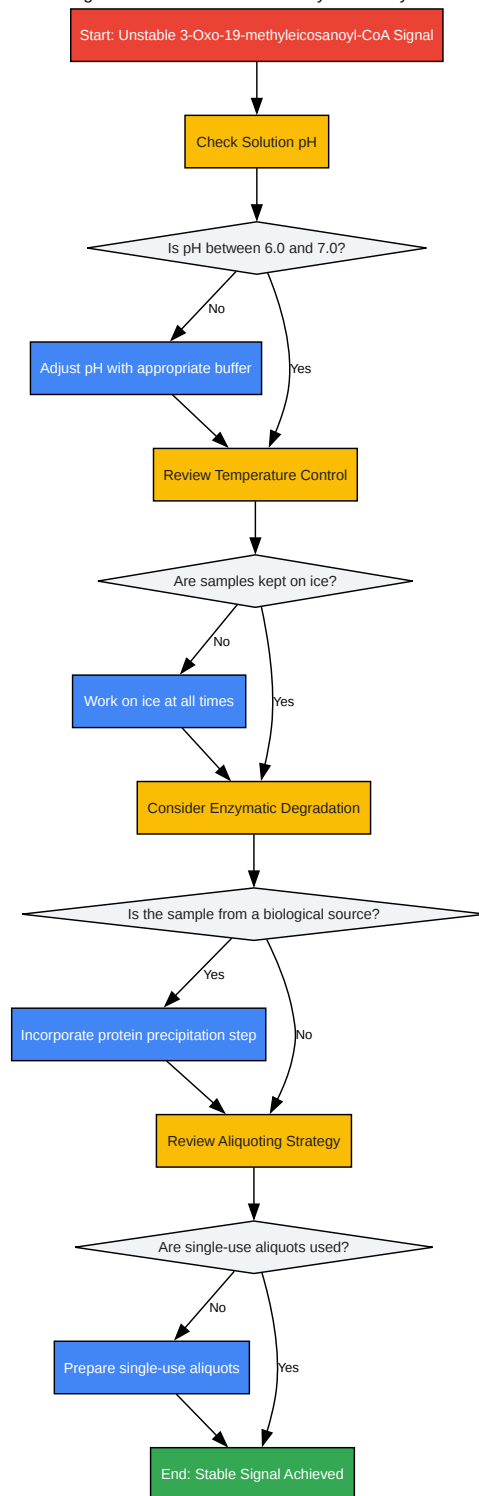 Start: Unstable 3-Oxo-19-methyleicosanoyl-CoA Signal
Check Solution pH
Is pH between 6.0 and 7.0?
No
Adjust pH with appropriate buffer
Yes
Review Temperature Control
Are samples kept on ice?
No
Work on ice at all times
Yes
Consider Enzymatic Degradation
Is the sample from a biological source?
Yes
Incorporate protein precipitation step
No
Review Aliquoting Strategy
Are single-use aliquots used?
No
Prepare single-use aliquots
Yes
End: Stable Signal Achieved